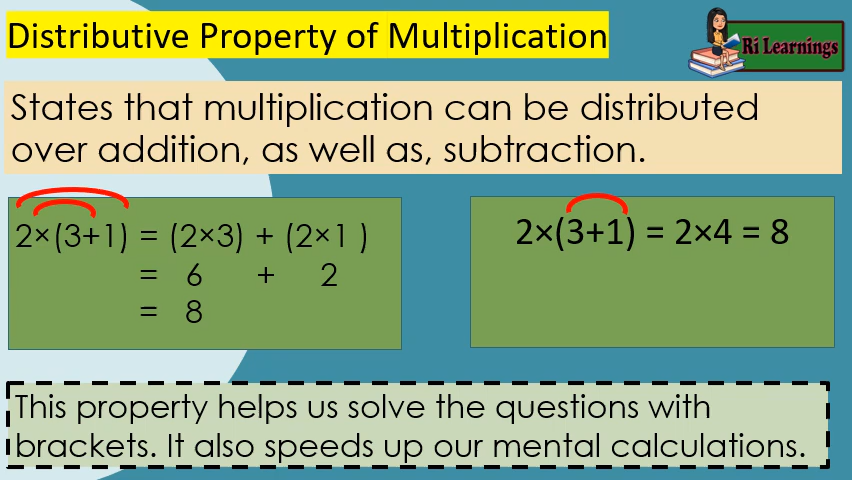 Distributive Property of Multiplication
Ri Learnings
States that multiplication can be distributed
over addition, as well as, subtraction.
2×(3+1) = (2×3) + (2×1 )
= 6 + 2
= 8
2×(3+1) = 2×4 = 8
This property helps us solve the questions with
brackets. It also speeds up our mental calculations.